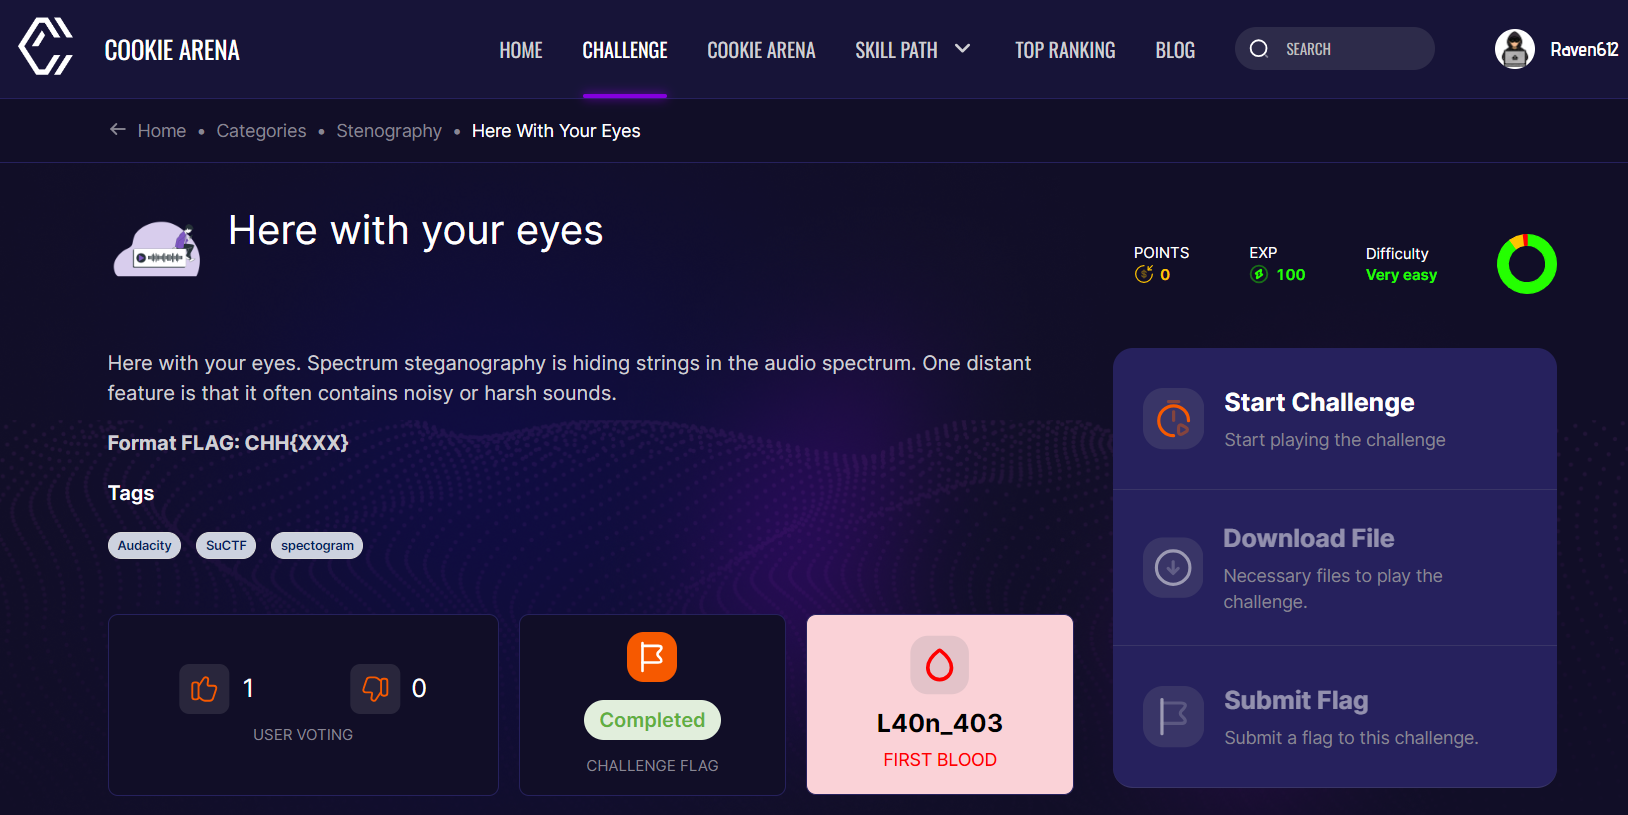 COOKIE ARENA
HOME CHALLENGE COOKIE ARENA SKILL PATH TOP RANKING BLOG SEARCH Raven612
Home • Categories • Stenography • Here With Your Eyes
Here with your eyes
POINTS EXP Difficulty
0 100 Very easy
Here with your eyes. Spectrum steganography is hiding strings in the audio spectrum. One distant
feature is that it often contains noisy or harsh sounds.
Format FLAG: CHH{XXX}
Tags
Audacity SuCTF spectogram
1 0
USER VOTING
Completed
CHALLENGE FLAG
L40n_403
FIRST BLOOD
Start Challenge
Start playing the challenge
Download File
Necessary files to play the
challenge.
Submit Flag
Submit a flag to this challenge.